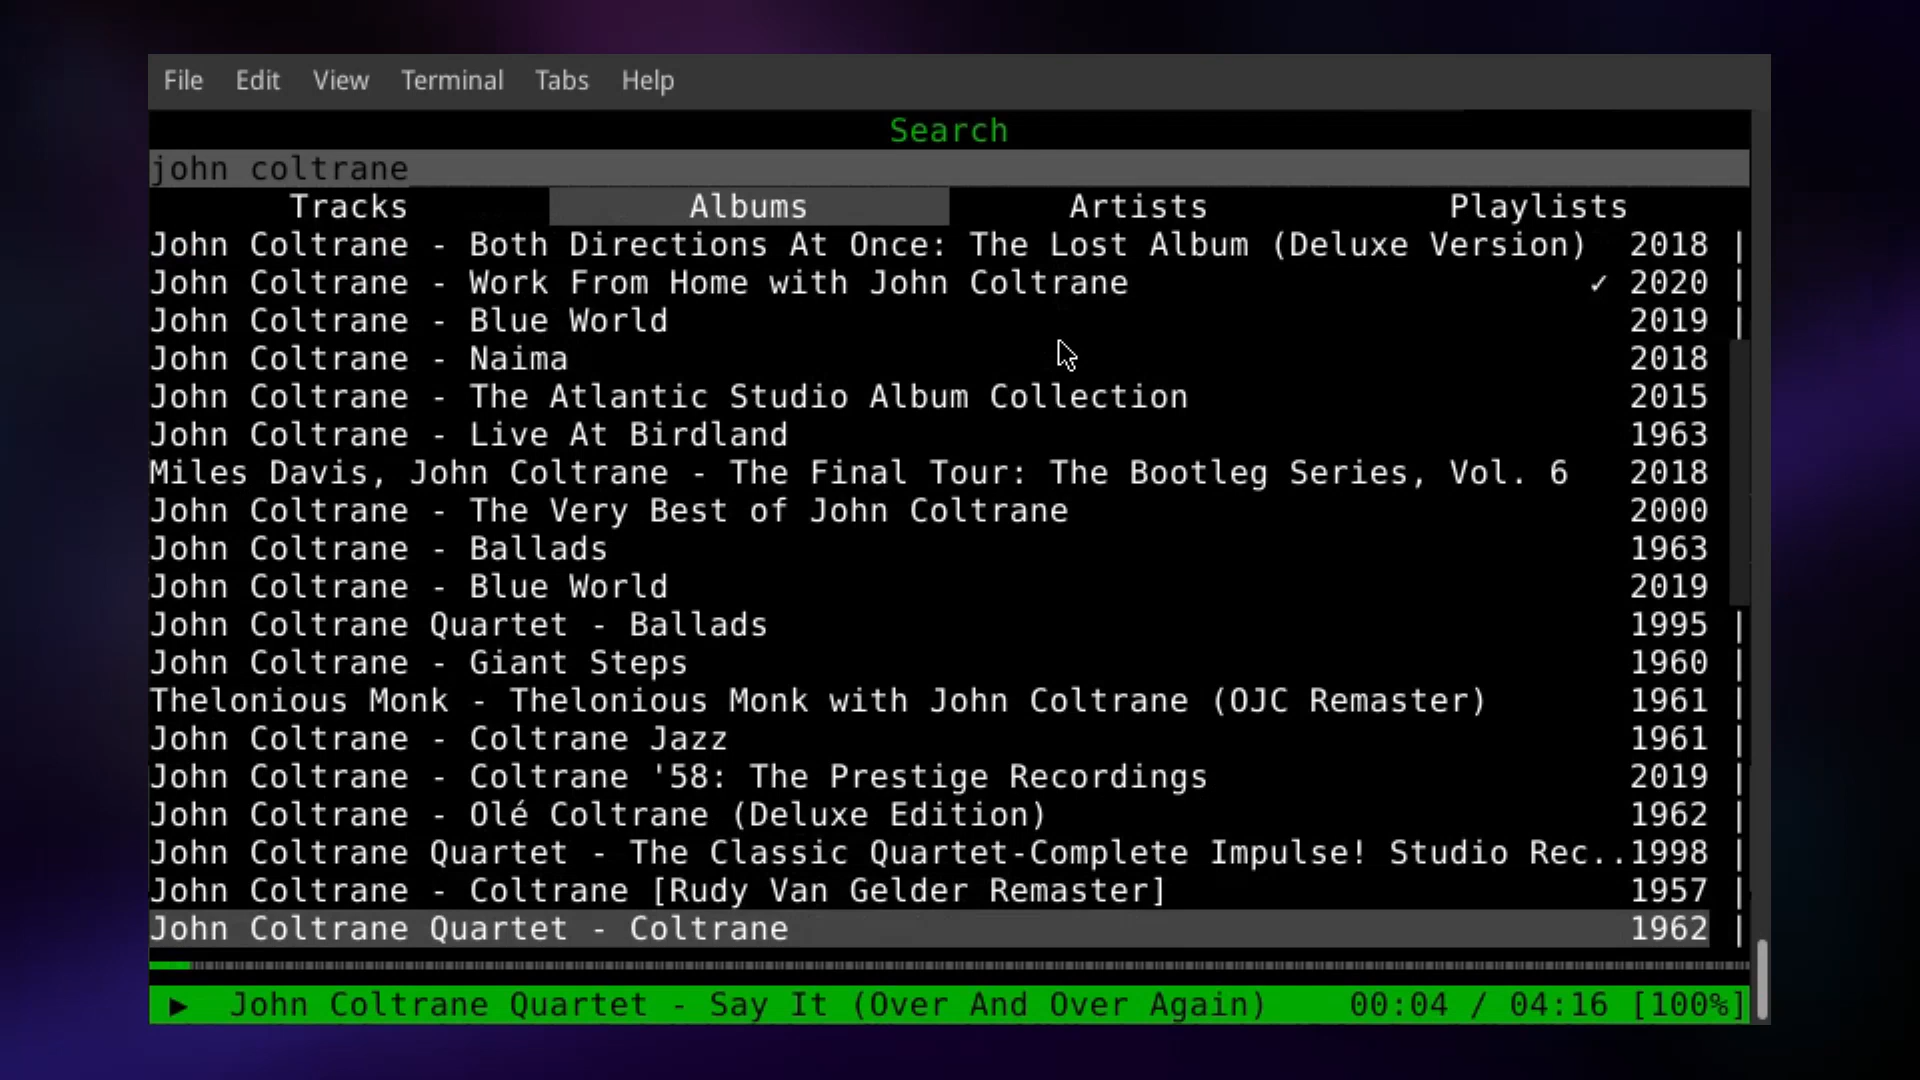 File Edit View Terminal Tabs Help
Search
john coltrane
Tracks Albums Artists Playlists
John Coltrane - Both Directions At Once: The Lost Album (Deluxe Version) 2018
John Coltrane - Work From Home with John Coltrane ✓ 2020
John Coltrane - Blue World 2019
John Coltrane - Naima 2018
John Coltrane - The Atlantic Studio Album Collection 2015
John Coltrane - Live At Birdland 1963
Miles Davis, John Coltrane - The Final Tour: The Bootleg Series, Vol. 6 2018
John Coltrane - The Very Best of John Coltrane 2000
John Coltrane - Ballads 1963
John Coltrane - Blue World 2019
John Coltrane Quartet - Ballads 1995
John Coltrane - Giant Steps 1960
Thelonious Monk - Thelonious Monk with John Coltrane (OJC Remaster) 1961
John Coltrane - Coltrane Jazz 1961
John Coltrane - Coltrane '58: The Prestige Recordings 2019
John Coltrane - Olé Coltrane (Deluxe Edition) 1962
John Coltrane Quartet - The Classic Quartet-Complete Impulse! Studio Rec..1998
John Coltrane - Coltrane [Rudy Van Gelder Remaster] 1957
John Coltrane Quartet - Coltrane 1962
▶ John Coltrane Quartet - Say It (Over And Over Again) 00:04 / 04:16 [100%]